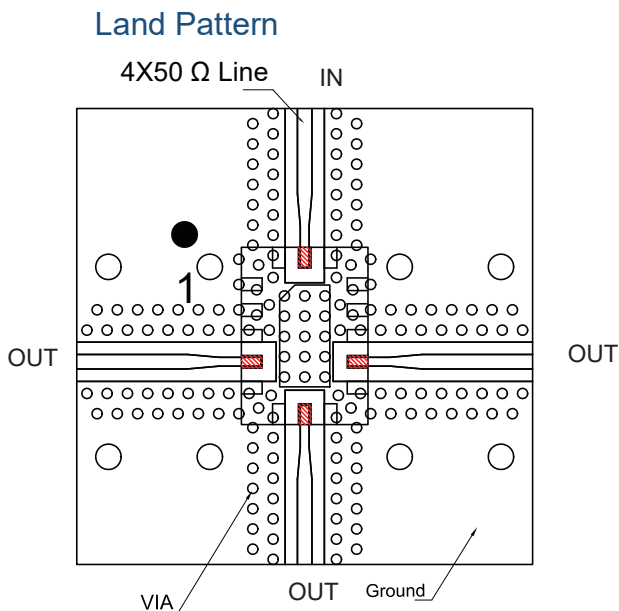 Land Pattern
4X50 Ω Line
IN
1
OUT
OUT
OUT
Ground
VIA